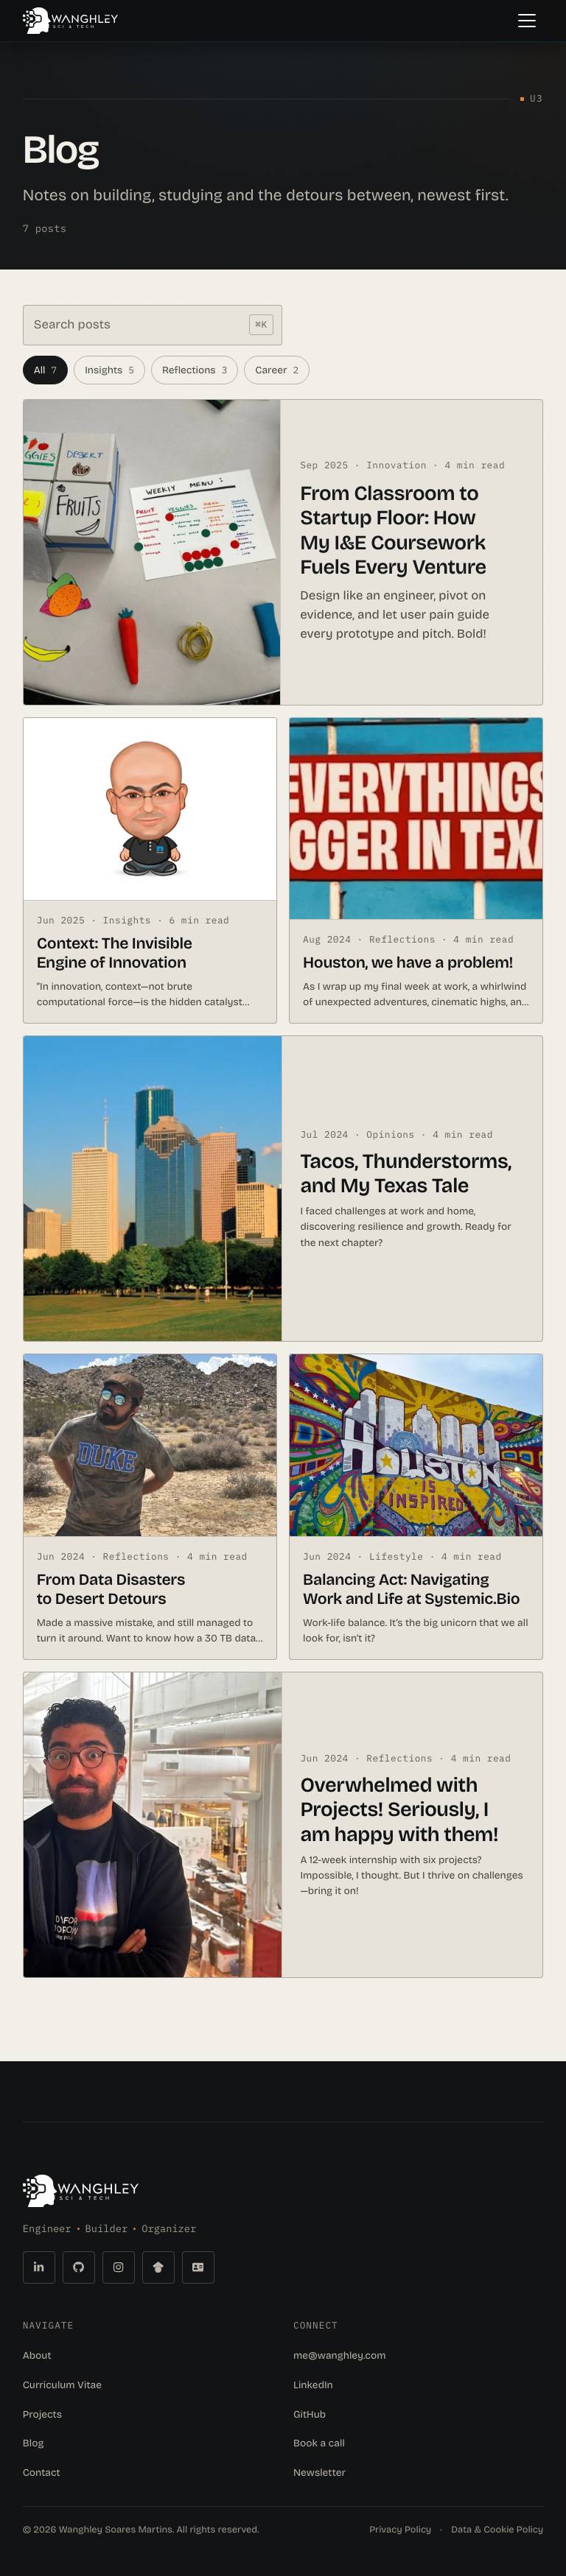 WANGHLEY
SCI & TECH
U3
Blog
Notes on building, studying and the detours between, newest first.
7 posts
Search posts
⌘K
All 7
Insights 5
Reflections 3
Career 2
GGIES
DESERT
FRUITS
WEEKLY MENU :
FRUIT
VEGGIES
MEAL
DESERT
Sep 2025 · Innovation · 4 min read
From Classroom to
Startup Floor: How
My I&E Coursework
Fuels Every Venture
Design like an engineer, pivot on
evidence, and let user pain guide
every prototype and pitch. Bold!
Jun 2025 · Insights · 6 min read
Context: The Invisible
Engine of Innovation
"In innovation, context—not brute
computational force—is the hidden catalyst...
EVERYTHINGS
GGER IN TEXA
Aug 2024 · Reflections · 4 min read
Houston, we have a problem!
As I wrap up my final week at work, a whirlwind
of unexpected adventures, cinematic highs, an...
Jul 2024 · Opinions · 4 min read
Tacos, Thunderstorms,
and My Texas Tale
I faced challenges at work and home,
discovering resilience and growth. Ready for
the next chapter?
DUKE
Jun 2024 · Reflections · 4 min read
From Data Disasters
to Desert Detours
Made a massive mistake, and still managed to
turn it around. Want to know how a 30 TB data...
HOUSTON
IS
INSPIRED
Jun 2024 · Lifestyle · 4 min read
Balancing Act: Navigating
Work and Life at Systemic.Bio
Work-life balance. It's the big unicorn that we all
look for, isn't it?
Jun 2024 · Reflections · 4 min read
Overwhelmed with
Projects! Seriously, I
am happy with them!
A 12-week internship with six projects?
Impossible, I thought. But I thrive on challenges
—bring it on!
WANGHLEY
SCI & TECH
Engineer • Builder • Organizer
in
NAVIGATE
About
Curriculum Vitae
Projects
Blog
Contact
CONNECT
me@wanghley.com
LinkedIn
GitHub
Book a call
Newsletter
© 2026 Wanghley Soares Martins. All rights reserved.
Privacy Policy · Data & Cookie Policy